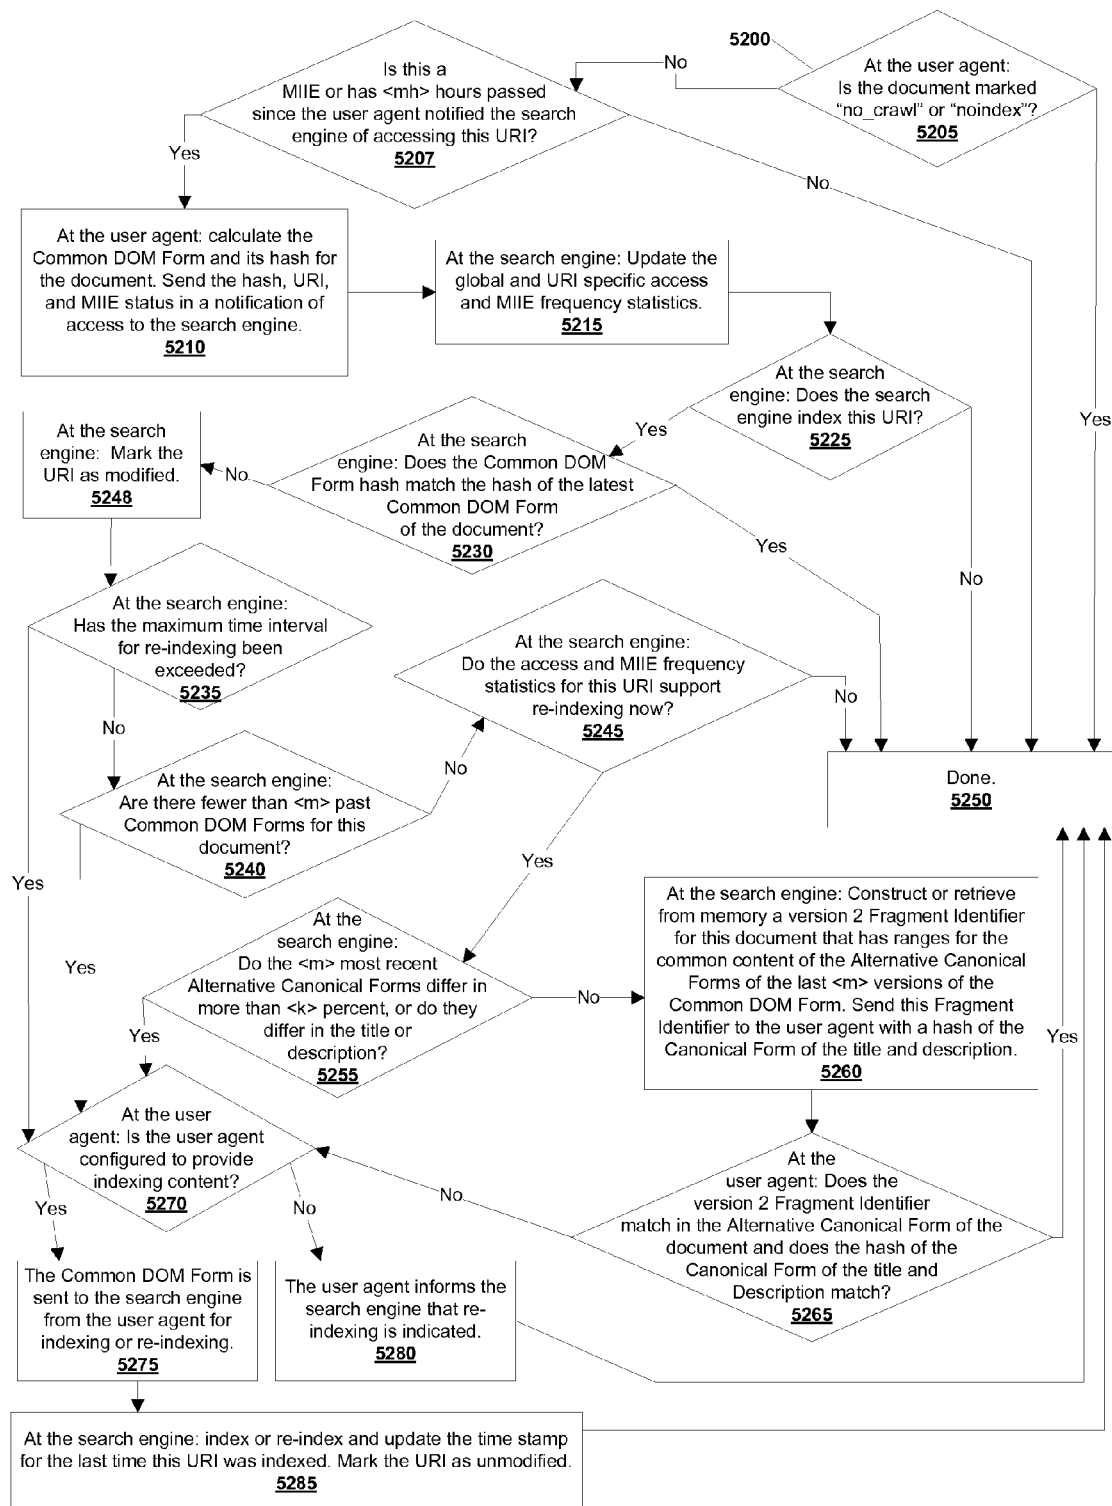 5200
At the user agent:
Is the document marked
“no_crawl” or “noindex”?
5205
No
Yes
Is this a
MIIE or has <mh> hours passed
since the user agent notified the search
engine of accessing this URI?
5207
Yes
No
At the user agent: calculate the
Common DOM Form and its hash for
the document. Send the hash, URI,
and MIIE status in a notification of
access to the search engine.
5210
At the search engine: Update the
global and URI specific access
and MIIE frequency statistics.
5215
At the search
engine: Does the search
engine index this URI?
5225
Yes
No
At the search
engine: Does the Common DOM
Form hash match the hash of the latest
Common DOM Form
of the document?
5230
No
Yes
At the search
engine: Mark the
URI as modified.
5248
At the search engine:
Has the maximum time interval
for re-indexing been
exceeded?
5235
No
Yes
At the search engine:
Are there fewer than <m> past
Common DOM Forms for this
document?
5240
No
Yes
At the search engine:
Do the access and MIIE frequency
statistics for this URI support
re-indexing now?
5245
No
Yes
Done.
5250
At the
search engine:
Do the <m> most recent
Alternative Canonical Forms differ in
more than <k> percent, or do they
differ in the title or
description?
5255
Yes
No
At the search engine: Construct or retrieve
from memory a version 2 Fragment Identifier
for this document that has ranges for the
common content of the Alternative Canonical
Forms of the last <m> versions of the
Common DOM Form. Send this Fragment
Identifier to the user agent with a hash of the
Canonical Form of the title and description.
5260
At the
user agent: Does the
version 2 Fragment Identifier
match in the Alternative Canonical Form of the
document and does the hash of the
Canonical Form of the title and
Description match?
5265
Yes
No
At the user
agent: Is the user agent
configured to provide
indexing content?
5270
Yes
No
The Common DOM Form is
sent to the search engine
from the user agent for
indexing or re-indexing.
5275
The user agent informs the
search engine that re-
indexing is indicated.
5280
At the search engine: index or re-index and update the time stamp
for the last time this URI was indexed. Mark the URI as unmodified.
5285